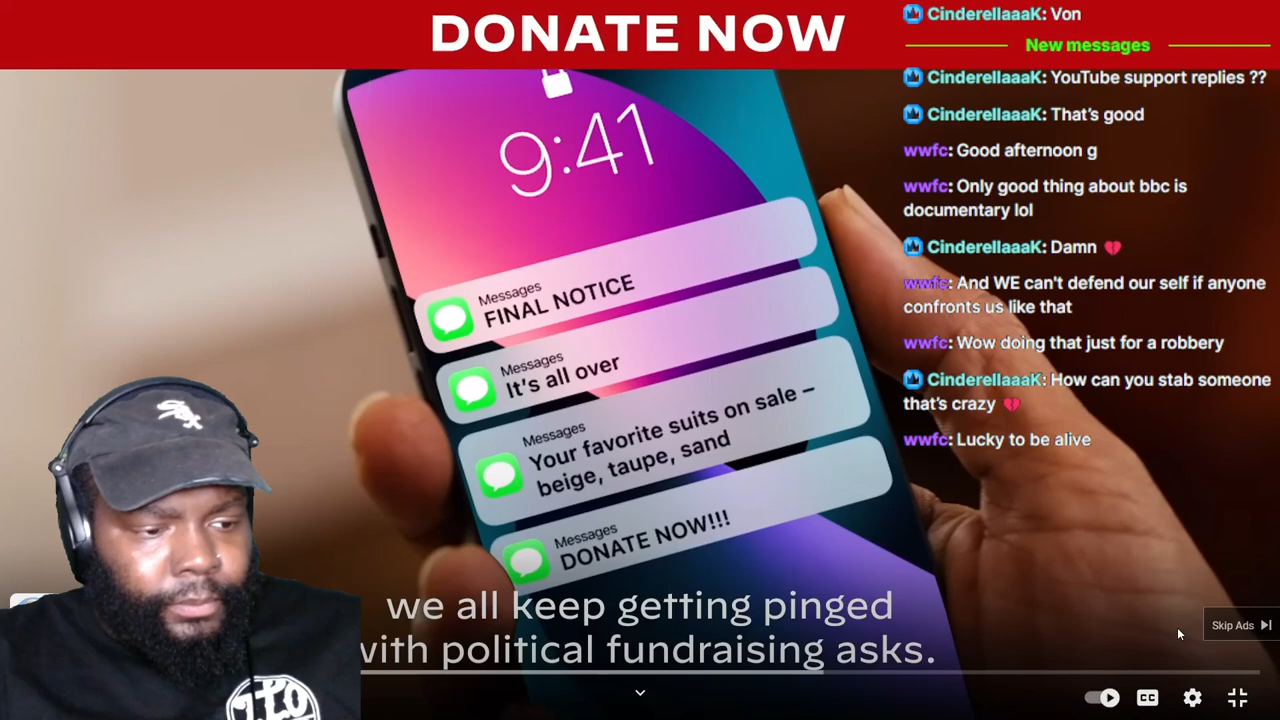 DONATE NOW
9:41
Messages
FINAL NOTICE
Messages
It's all over
Messages
Your favorite suits on sale –
beige, taupe, sand
Messages
DONATE NOW!!!
we all keep getting pinged
with political fundraising asks.
Skip Ads
CC
CinderellaaaK: Von
New messages
CinderellaaaK: YouTube support replies ??
CinderellaaaK: That's good
wwfc: Good afternoon g
wwfc: Only good thing about bbc is
documentary lol
CinderellaaaK: Damn 💔
wwfc: And WE can't defend our self if anyone
confronts us like that
wwfc: Wow doing that just for a robbery
CinderellaaaK: How can you stab someone
that's crazy 💔
wwfc: Lucky to be alive